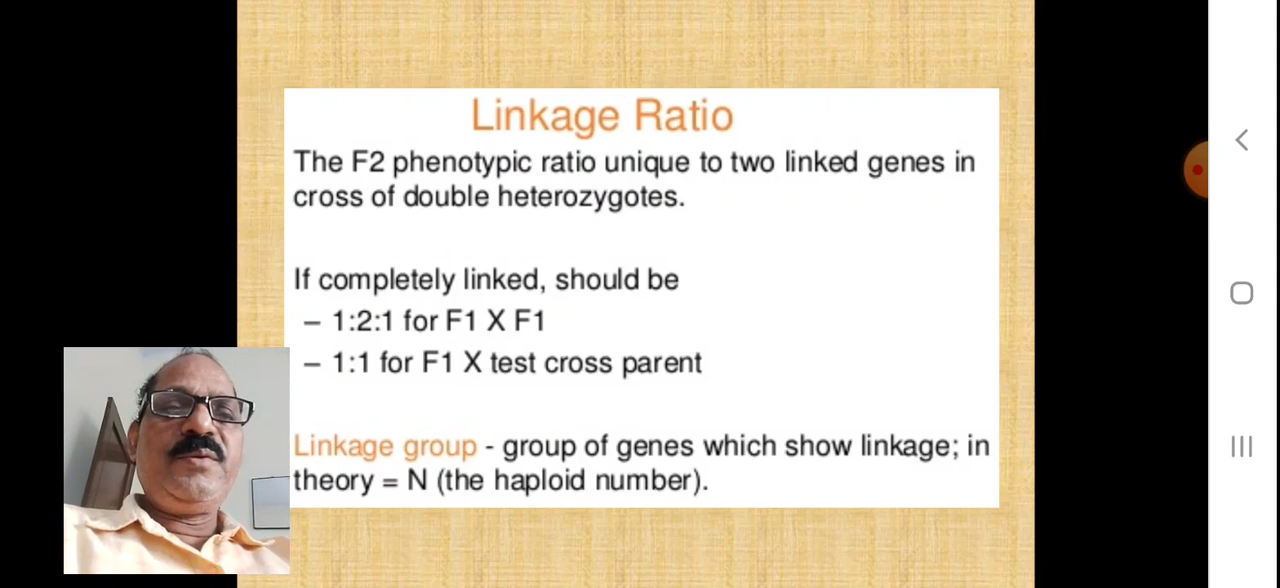 Linkage Ratio
The F2 phenotypic ratio unique to two linked genes in
cross of double heterozygotes.
If completely linked, should be
– 1:2:1 for F1 X F1
– 1:1 for F1 X test cross parent
Linkage group - group of genes which show linkage; in
theory = N (the haploid number).